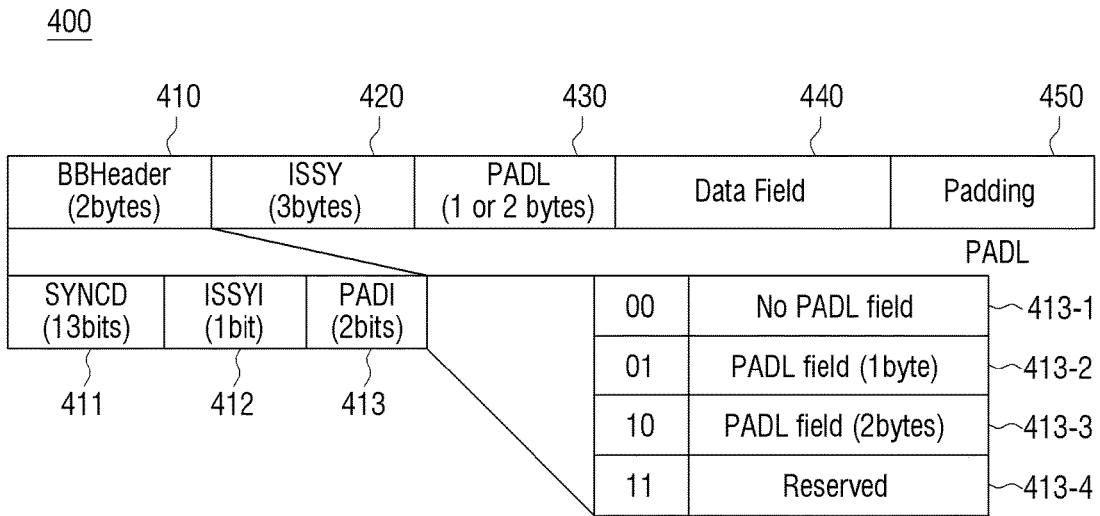 400
410 420 430 440 450
BBHeader ISSY PADL Data Field Padding
(2bytes) (3bytes) (1 or 2 bytes)
PADL
SYNCD ISSYI PADI
(13bits) (1bit) (2bits)
411 412 413
00 No PADL field 413-1
01 PADL field (1byte) 413-2
10 PADL field (2bytes) 413-3
11 Reserved 413-4